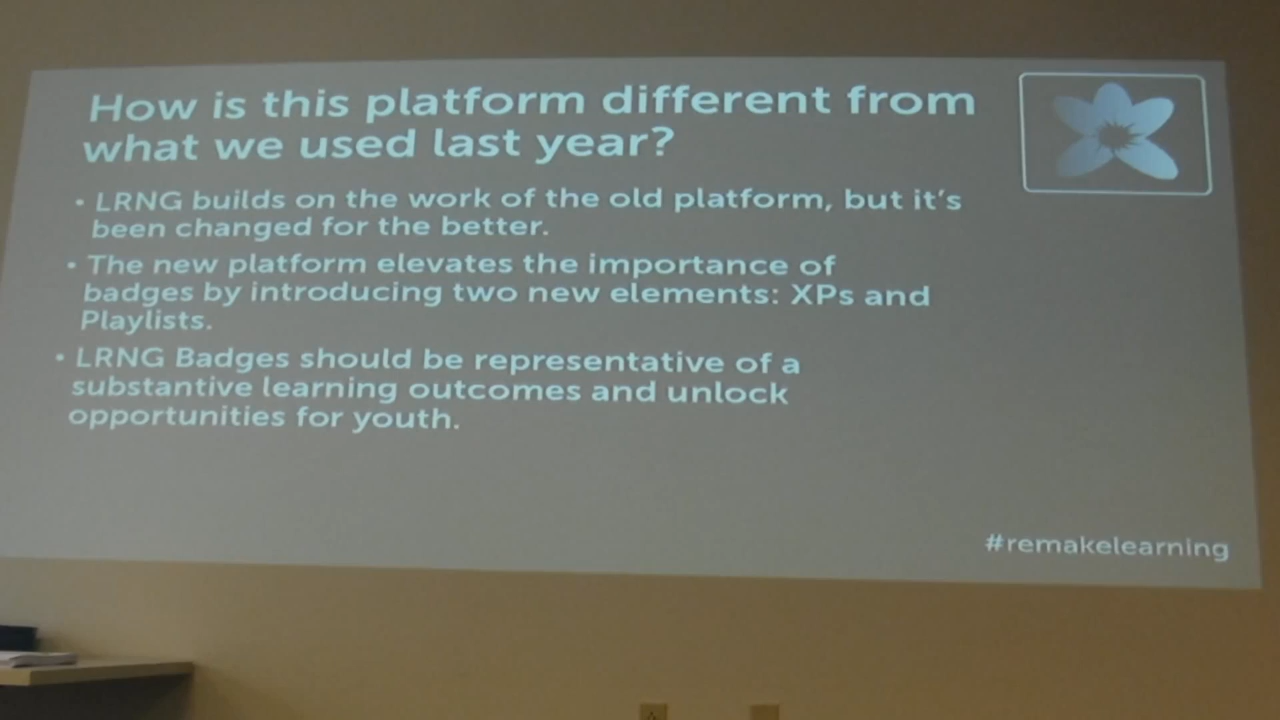 How is this platform different from
what we used last year?
• LRNG builds on the work of the old platform, but it's
been changed for the better.
• The new platform elevates the importance of
badges by introducing two new elements: XPs and
Playlists.
• LRNG Badges should be representative of a
substantive learning outcomes and unlock
opportunities for youth.
#remakelearning